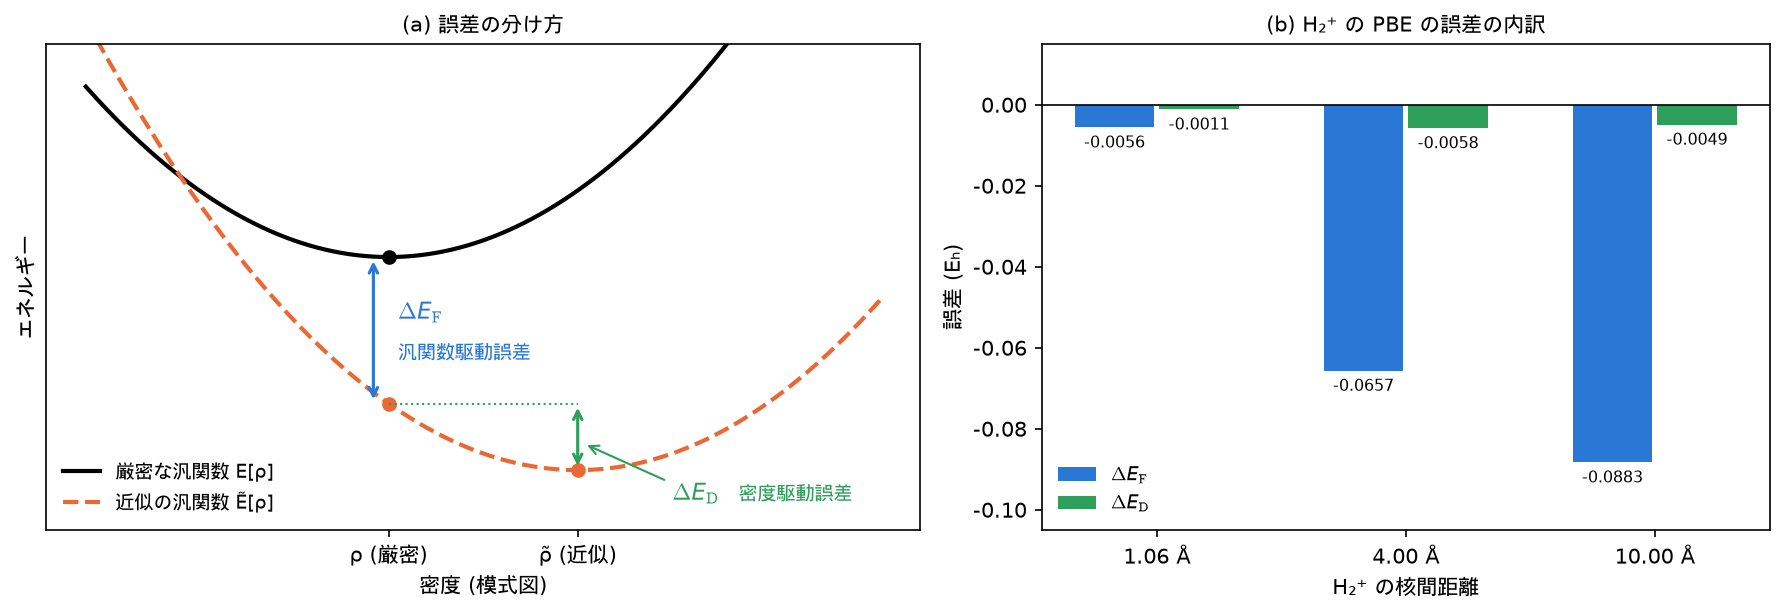 (a) 誤差の分け方
エネルギー
ΔE_F
汎関数駆動誤差
ΔE_D 密度駆動誤差
厳密な汎関数 E[ρ]
近似の汎関数 Ẽ[ρ]
ρ (厳密)
ρ̃ (近似)
密度 (模式図)
(b) H₂⁺ の PBE の誤差の内訳
誤差 (Eₕ)
0.00
-0.02
-0.04
-0.06
-0.08
-0.10
-0.0056
-0.0011
-0.0657
-0.0058
-0.0883
-0.0049
ΔE_F
ΔE_D
1.06 Å
4.00 Å
10.00 Å
H₂⁺ の核間距離